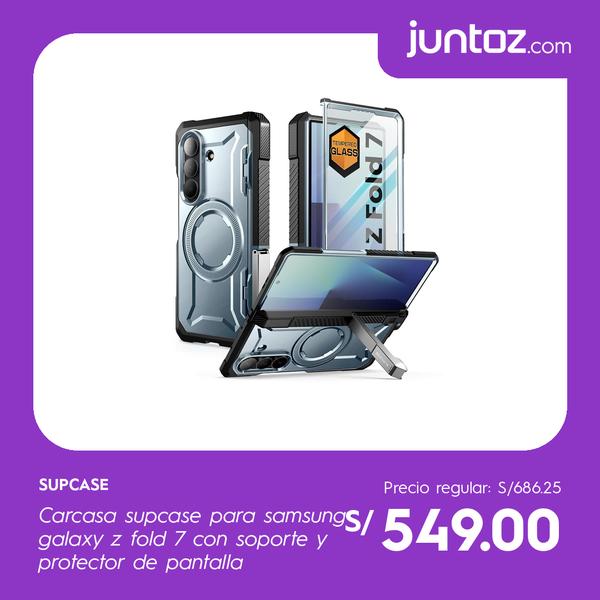 juntoz.com
TEMPERED
GLASS
Z Fold 7
SUPCASE
Carcasa supcase para samsung
galaxy z fold 7 con soporte y
protector de pantalla
Precio regular: S/686.25
S/ 549.00